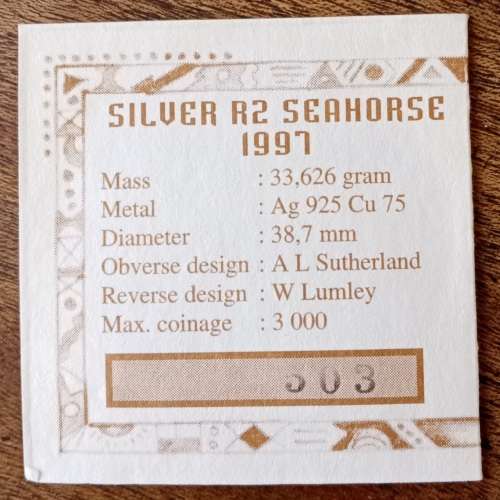 SILVER R2 SEAHORSE
1997
Mass : 33,626 gram
Metal : Ag 925 Cu 75
Diameter : 38,7 mm
Obverse design : A L Sutherland
Reverse design : W Lumley
Max. coinage : 3 000
503